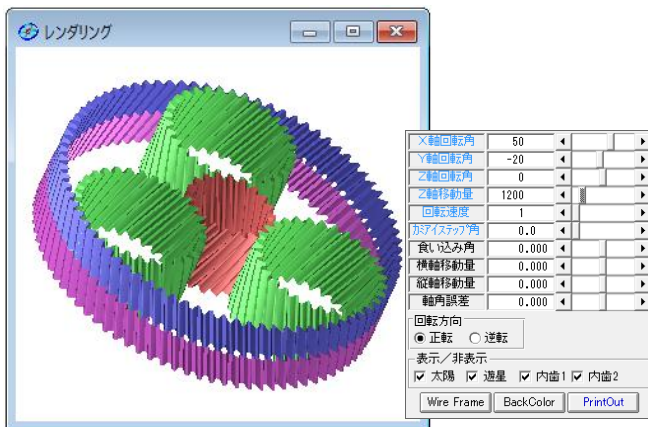 レンダリング
X軸回転角 50
Y軸回転角 -20
Z軸回転角 0
Z軸移動量 1200
回転速度 1
カミアイステップ角 0.0
食い込み角 0.000
横軸移動量 0.000
縦軸移動量 0.000
軸角誤差 0.000
回転方向
正転 逆転
表示／非表示
太陽 遊星 内歯1 内歯2
Wire Frame BackColor PrintOut